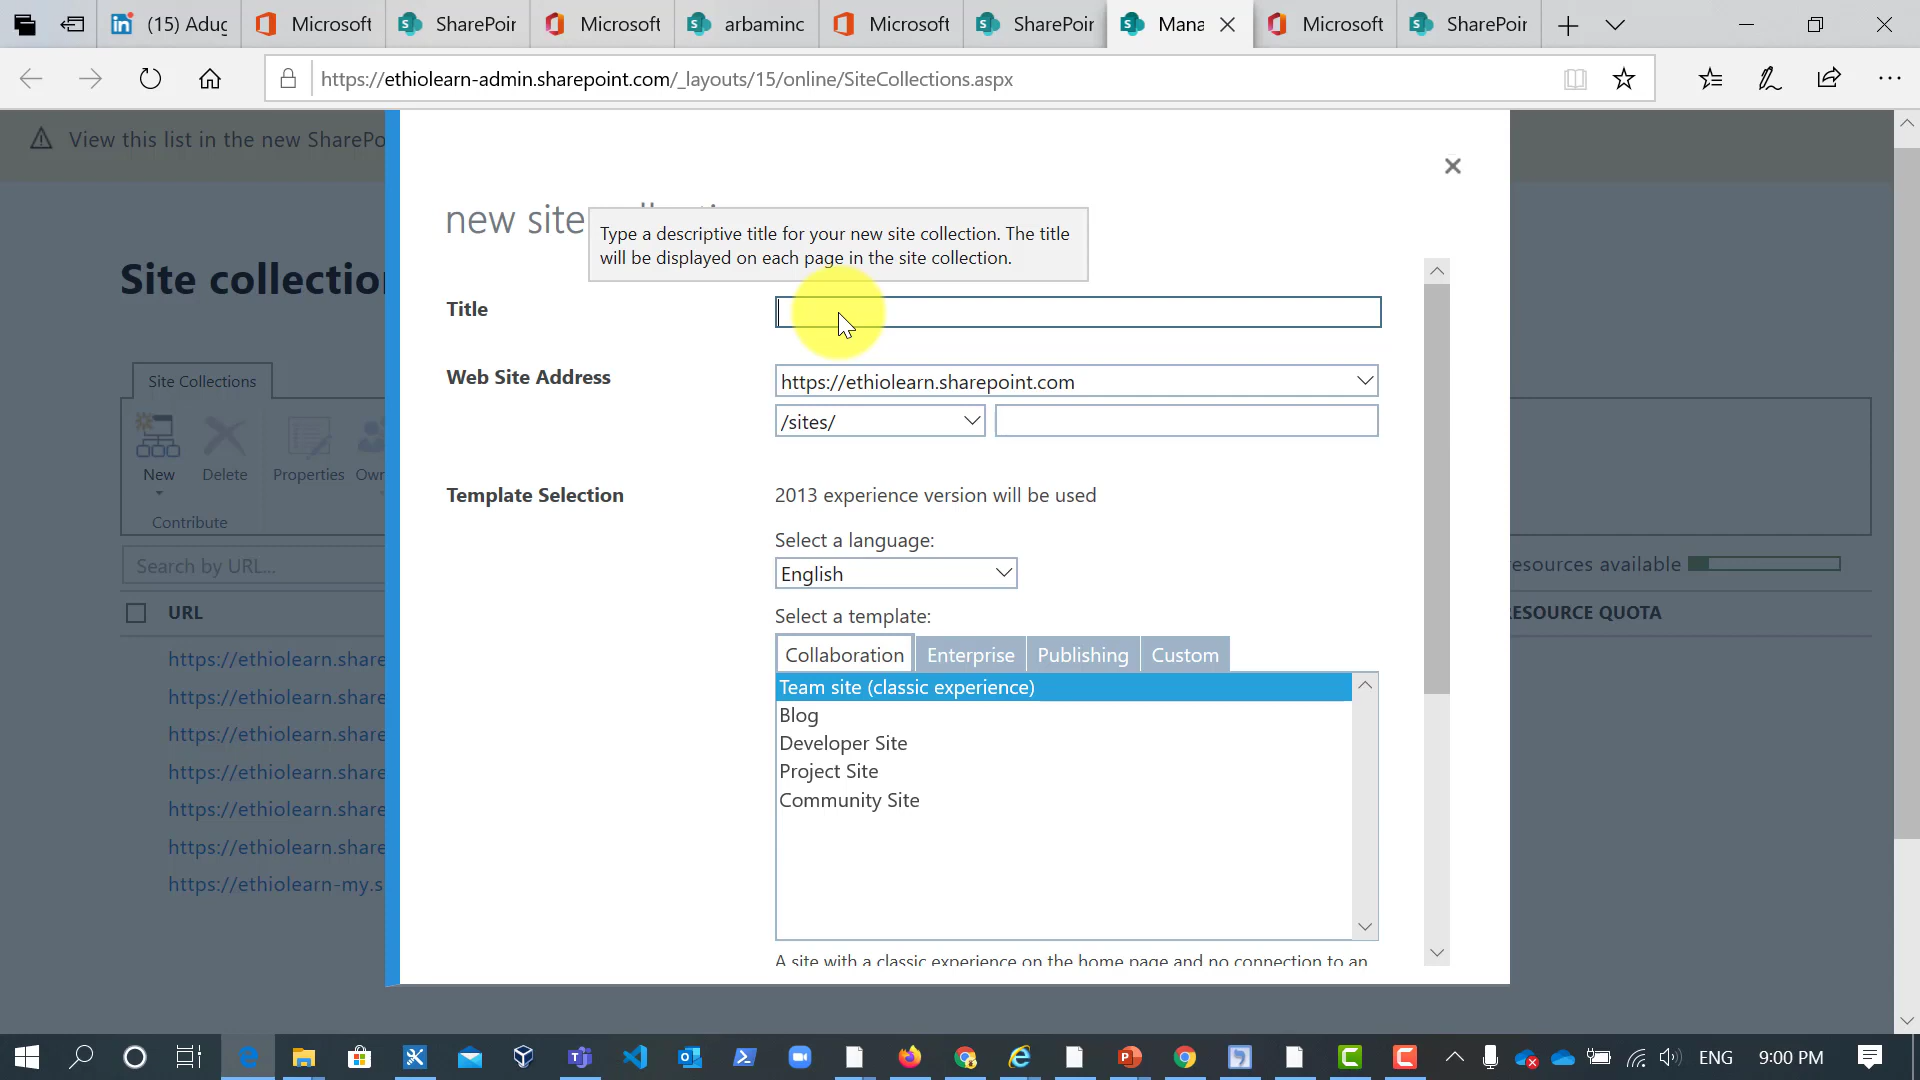 (15) Adug
Microsoft
SharePoir
Microsoft
arbaminc
Microsoft
SharePoir
Mana
Microsoft
SharePoir
https://ethiolearn-admin.sharepoint.com/_layouts/15/online/SiteCollections.aspx
View this list in the new SharePo
new site
Type a descriptive title for your new site collection. The title
will be displayed on each page in the site collection.
Site collection
Title
Web Site Address
https://ethiolearn.sharepoint.com
/sites/
Site Collections
New
Delete
Properties
Own
Contribute
Template Selection
2013 experience version will be used
Select a language:
English
Search by URL...
esources available
URL
ESOURCE QUOTA
Select a template:
Collaboration
Enterprise
Publishing
Custom
Team site (classic experience)
Blog
Developer Site
Project Site
Community Site
https://ethiolearn.share
https://ethiolearn.share
https://ethiolearn.share
https://ethiolearn.share
https://ethiolearn.share
https://ethiolearn.share
https://ethiolearn-my.s
A site with a classic experience on the home page and no connection to an
ENG
9:00 PM